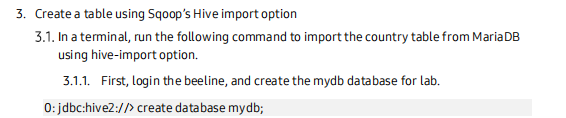 3. Create a table using Sqoop's Hive import option
3.1. In a terminal, run the following command to import the country table from MariaDB
using hive-import option.
3.1.1. First, login the beeline, and create the mydb database for lab.
0: jdbc:hive2://> create database mydb;